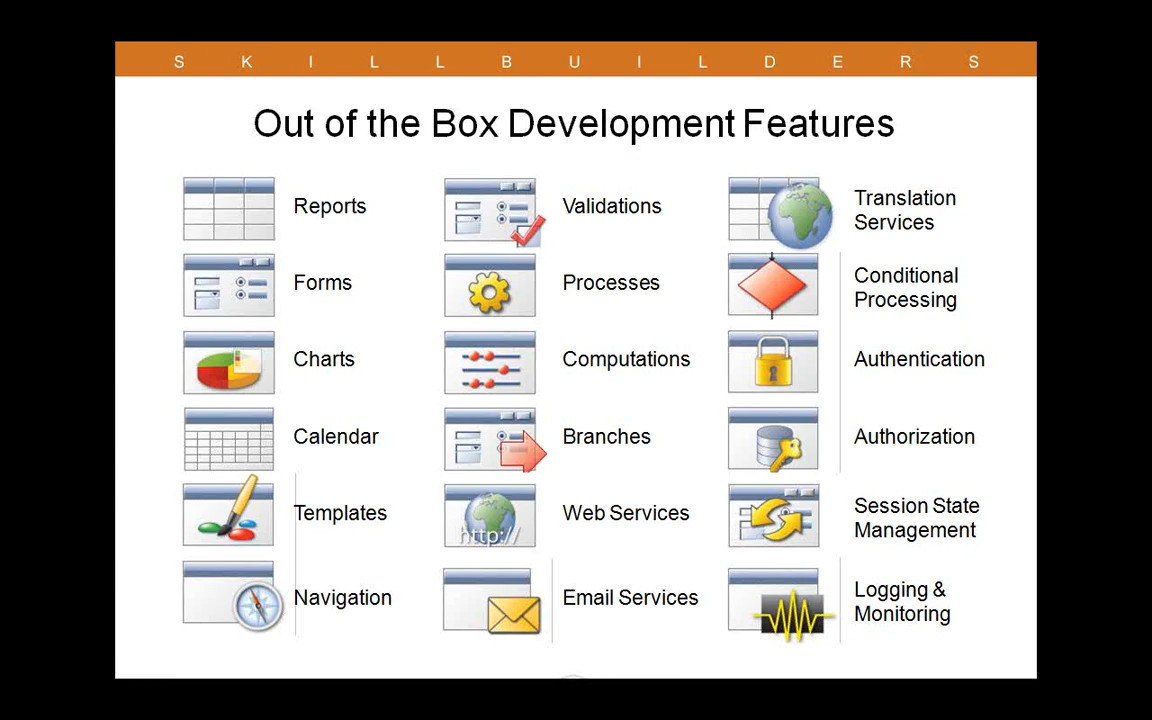 S K I L L B U I L D E R S
Out of the Box Development Features
Reports
Forms
Charts
Calendar
Templates
Navigation
Validations
Processes
Computations
Branches
http://
Web Services
Email Services
Translation
Services
Conditional
Processing
Authentication
Authorization
Session State
Management
Logging &
Monitoring